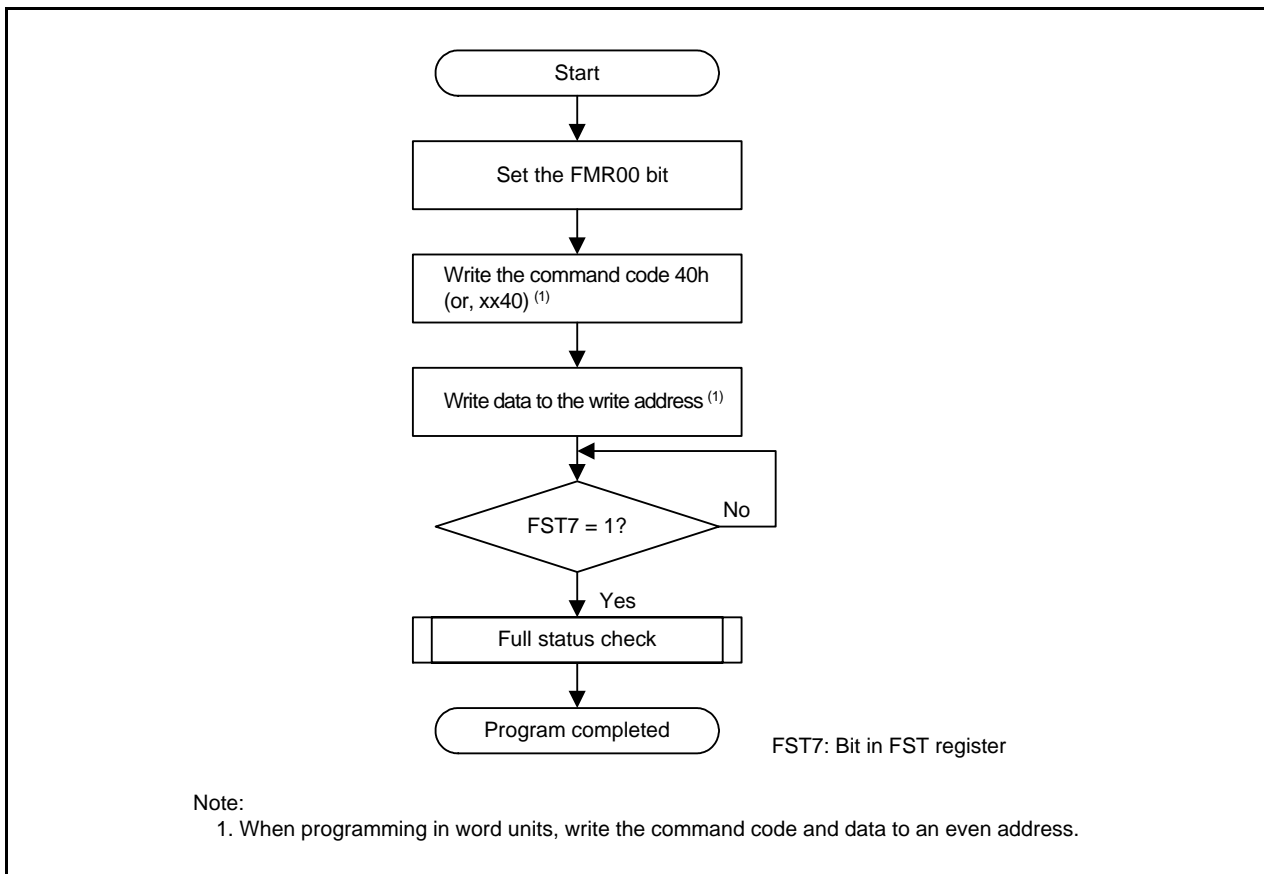 Start
Set the FMR00 bit
Write the command code 40h
(or, xx40) (1)
Write data to the write address (1)
FST7 = 1?
No
Yes
Full status check
Program completed
FST7: Bit in FST register
Note:
1. When programming in word units, write the command code and data to an even address.